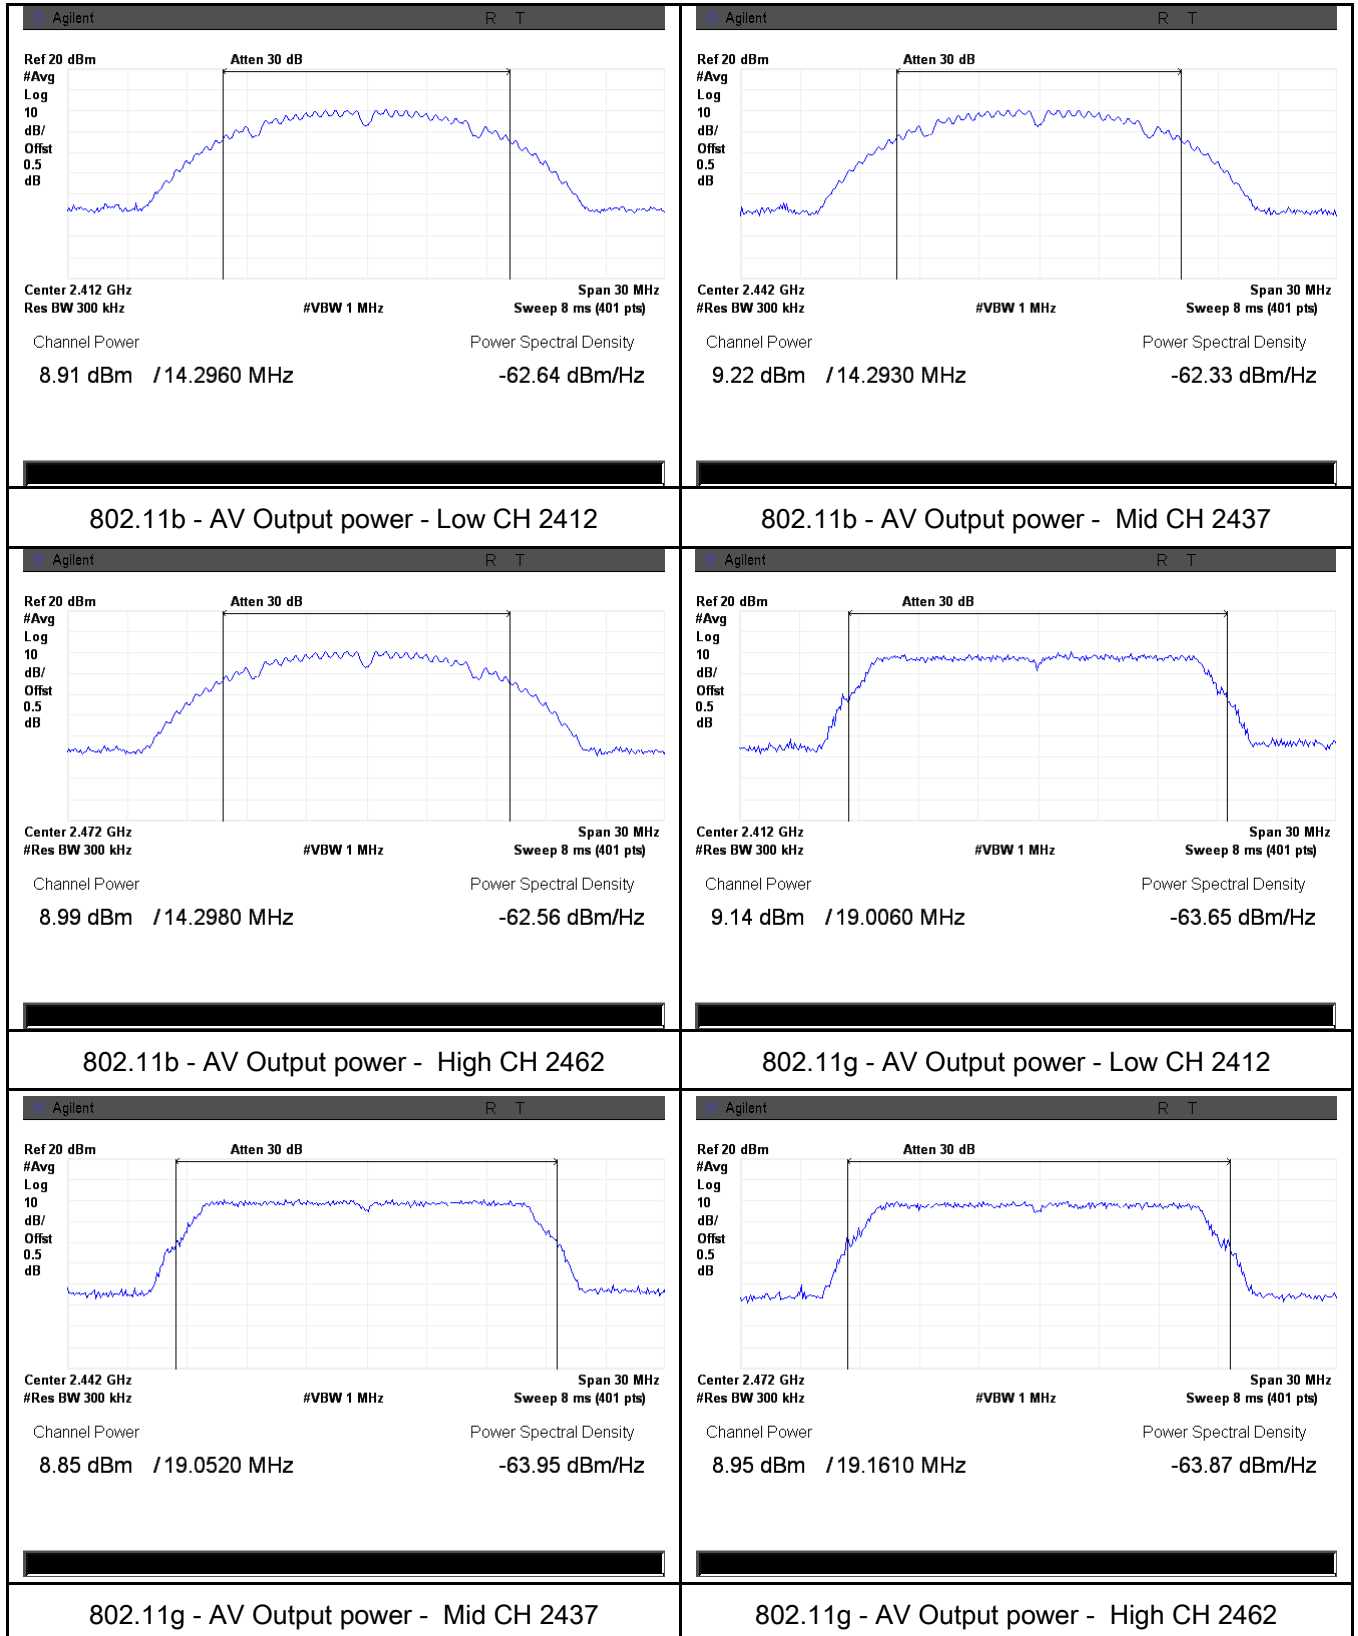 Agilent R T
Ref 20 dBm Atten 30 dB
#Avg
Log
10
dB/
Offst
0.5
dB
Center 2.412 GHz Span 30 MHz
Res BW 300 kHz #VBW 1 MHz Sweep 8 ms (401 pts)
Channel Power Power Spectral Density
8.91 dBm / 14.2960 MHz -62.64 dBm/Hz
802.11b - AV Output power - Low CH 2412
Agilent R T
Ref 20 dBm Atten 30 dB
#Avg
Log
10
dB/
Offst
0.5
dB
Center 2.442 GHz Span 30 MHz
#Res BW 300 kHz #VBW 1 MHz Sweep 8 ms (401 pts)
Channel Power Power Spectral Density
9.22 dBm / 14.2930 MHz -62.33 dBm/Hz
802.11b - AV Output power - Mid CH 2437
Agilent R T
Ref 20 dBm Atten 30 dB
#Avg
Log
10
dB/
Offst
0.5
dB
Center 2.472 GHz Span 30 MHz
#Res BW 300 kHz #VBW 1 MHz Sweep 8 ms (401 pts)
Channel Power Power Spectral Density
8.99 dBm / 14.2980 MHz -62.56 dBm/Hz
802.11b - AV Output power - High CH 2462
Agilent R T
Ref 20 dBm Atten 30 dB
#Avg
Log
10
dB/
Offst
0.5
dB
Center 2.412 GHz Span 30 MHz
#Res BW 300 kHz #VBW 1 MHz Sweep 8 ms (401 pts)
Channel Power Power Spectral Density
9.14 dBm / 19.0060 MHz -63.65 dBm/Hz
802.11g - AV Output power - Low CH 2412
Agilent R T
Ref 20 dBm Atten 30 dB
#Avg
Log
10
dB/
Offst
0.5
dB
Center 2.442 GHz Span 30 MHz
#Res BW 300 kHz #VBW 1 MHz Sweep 8 ms (401 pts)
Channel Power Power Spectral Density
8.85 dBm / 19.0520 MHz -63.95 dBm/Hz
802.11g - AV Output power - Mid CH 2437
Agilent R T
Ref 20 dBm Atten 30 dB
#Avg
Log
10
dB/
Offst
0.5
dB
Center 2.472 GHz Span 30 MHz
#Res BW 300 kHz #VBW 1 MHz Sweep 8 ms (401 pts)
Channel Power Power Spectral Density
8.95 dBm / 19.1610 MHz -63.87 dBm/Hz
802.11g - AV Output power - High CH 2462